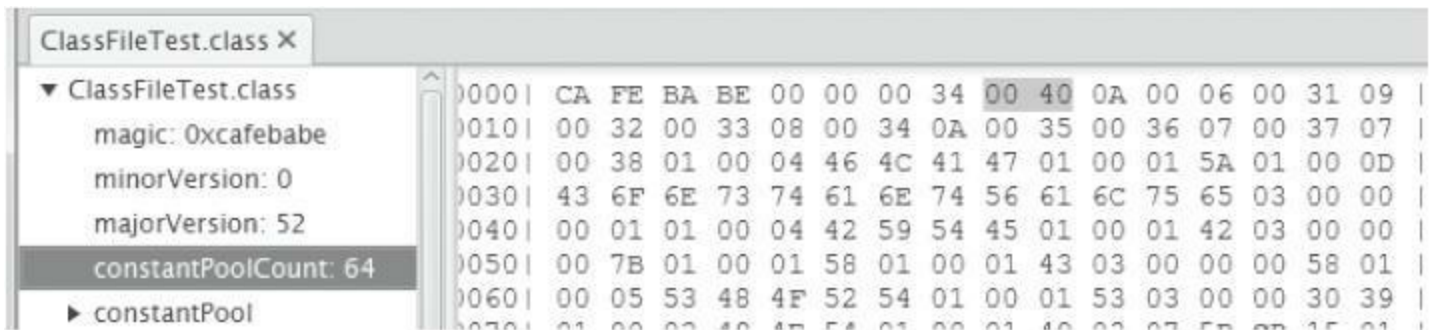 ClassFileTest.class ×
▼ ClassFileTest.class
magic: 0xcafebabe
minorVersion: 0
majorVersion: 52
constantPoolCount: 64
▶ constantPool
0000| CA FE BA BE 00 00 00 34 00 40 0A 00 06 00 31 09 |
0010| 00 32 00 33 08 00 34 0A 00 35 00 36 07 00 37 07 |
0020| 00 38 01 00 04 46 4C 41 47 01 00 01 5A 01 00 0D |
0030| 43 6F 6E 73 74 61 6E 74 56 61 6C 75 65 03 00 00 |
0040| 00 01 01 00 04 42 59 54 45 01 00 01 42 03 00 00 |
0050| 00 7B 01 00 01 58 01 00 01 43 03 00 00 00 58 01 |
0060| 00 05 53 48 4F 52 54 01 00 01 53 03 00 00 30 39 |